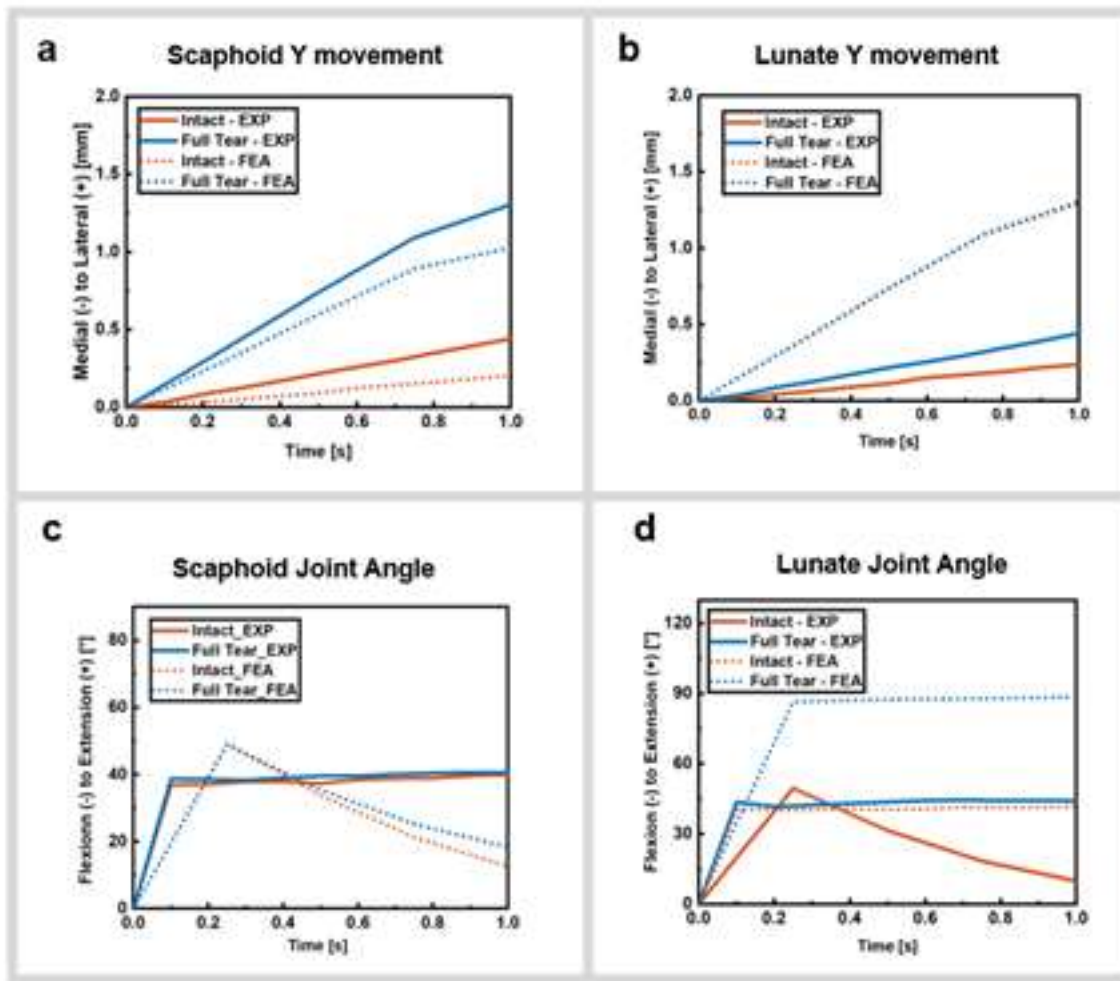 a
Scaphoid Y movement
Medial (-) to Lateral (+) [mm]
2.0
1.5
1.0
0.5
0.0
Intact - EXP
Full Tear - EXP
Intact - FEA
Full Tear - FEA
0.0 0.2 0.4 0.6 0.8 1.0
Time [s]
b
Lunate Y movement
Medial (-) to Lateral (+) [mm]
2.0
1.5
1.0
0.5
0.0
Intact - EXP
Full Tear - EXP
Intact - FEA
Full Tear - FEA
0.0 0.2 0.4 0.6 0.8 1.0
Time [s]
c
Scaphoid Joint Angle
Flexionn (-) to Extension (+) [°]
80
60
40
20
0
Intact_EXP
Full Tear_EXP
Intact_FEA
Full Tear_FEA
0.0 0.2 0.4 0.6 0.8 1.0
Time [s]
d
Lunate Joint Angle
Flexion (-) to Extension (+) [°]
120
90
60
30
0
Intact - EXP
Full Tear - EXP
Intact - FEA
Full Tear - FEA
0.0 0.2 0.4 0.6 0.8 1.0
Time [s]